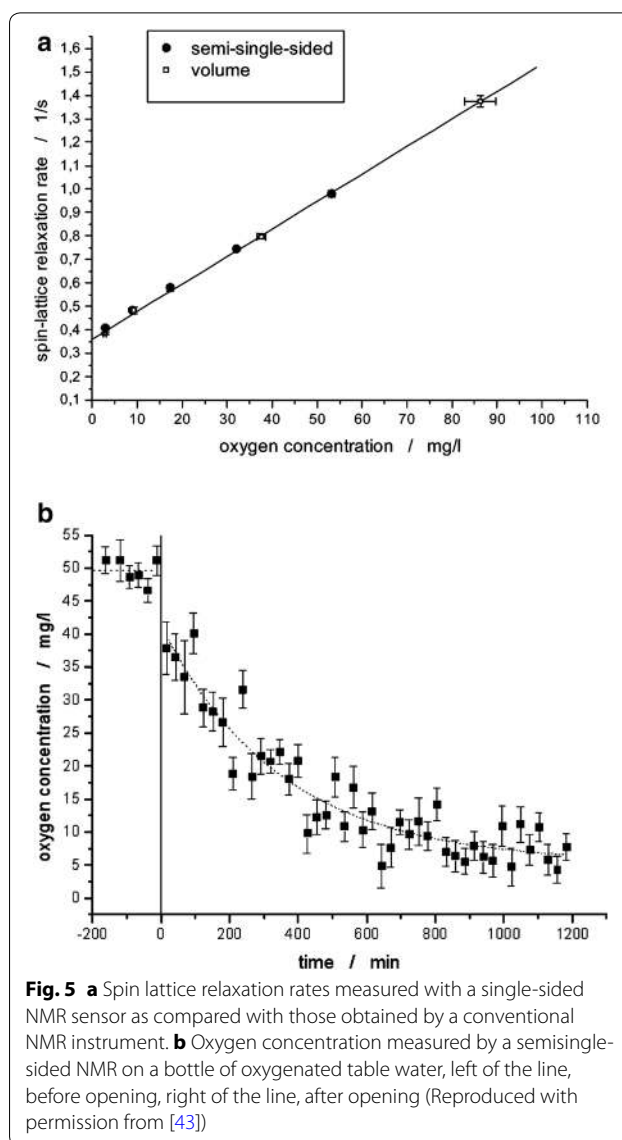 a
semi-single-sided
volume
1,6
1,5
1,4
1,3
1,2
1,1
1,0
0,9
0,8
0,7
0,6
0,5
0,4
0,3
0,2
0,1
spin-lattice relaxation rate / 1/s
0 10 20 30 40 50 60 70 80 90 100 110
oxygen concentration / mg/l
b
55
50
45
40
35
30
25
20
15
10
5
0
oxygen concentration / mg/l
-200 0 200 400 600 800 1000 1200
time / min
Fig. 5 a Spin lattice relaxation rates measured with a single-sided
NMR sensor as compared with those obtained by a conventional
NMR instrument. b Oxygen concentration measured by a semisingle-
sided NMR on a bottle of oxygenated table water, left of the line,
before opening, right of the line, after opening (Reproduced with
permission from [43])